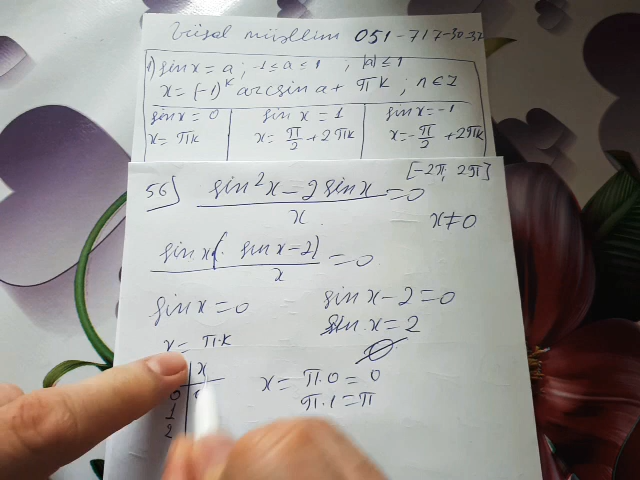 Vüsal müəllim 051-717-50-37
1) sin x = a ; -1 ≤ a ≤ 1 ; |a| ≤ 1
x = (-1)^k arcsin a + πk ; n ∈ Z
sin x = 0 sin x = 1 sin x = -1
x = πk x = π/2 + 2πk x = -π/2 + 2πk
[-2π; 2π]
56) (sin²x - 2 sin x)/x = 0
x ≠ 0
(sin x (· sin x - 2))/x = 0
sin x = 0 sin x - 2 = 0
sin x = 2
x = π·k ∅
x
0 x = π·0 = 0
1 π·1 = π
2